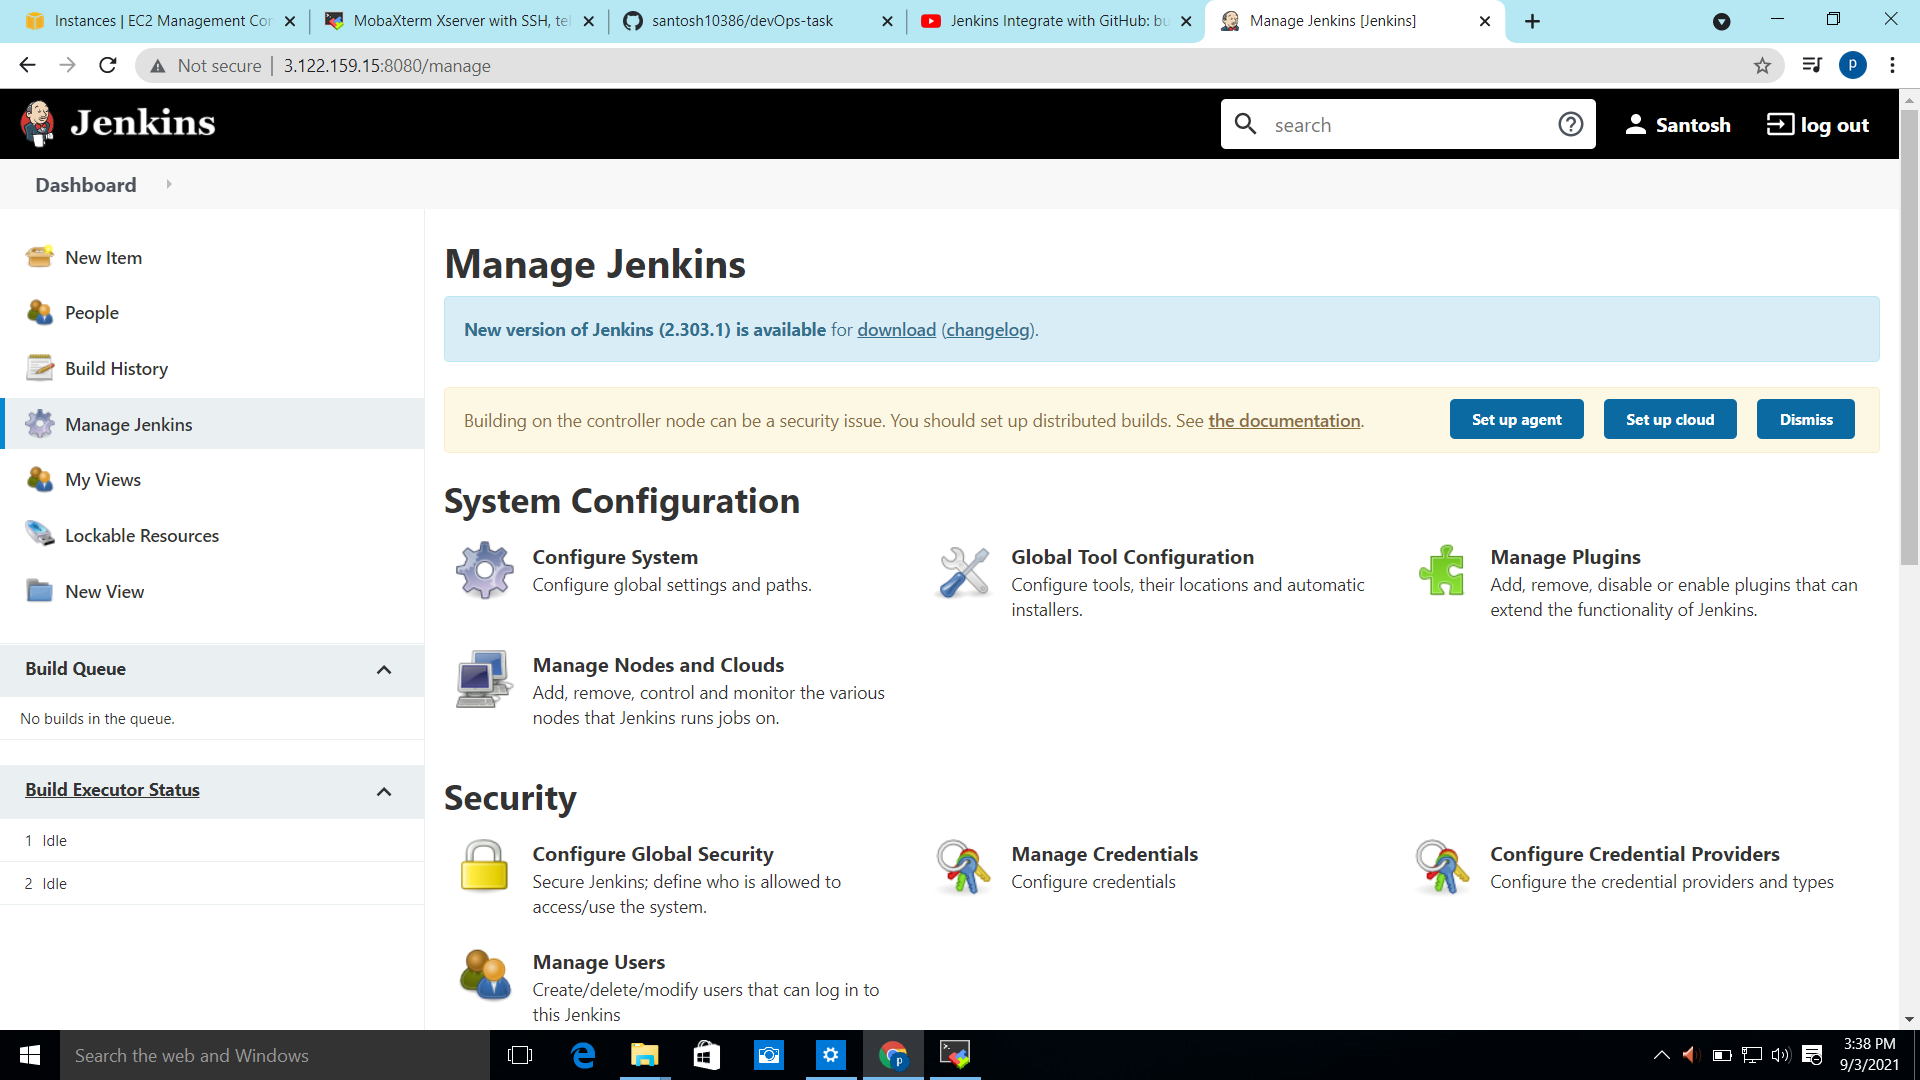 Instances | EC2 Management Con
MobaXterm Xserver with SSH, tel
santosh10386/devOps-task
Jenkins Integrate with GitHub: bu
Manage Jenkins [Jenkins]
Not secure
3.122.159.15:8080/manage
p
Jenkins
search
Santosh
log out
Dashboard
New Item
People
Build History
Manage Jenkins
My Views
Lockable Resources
New View
Build Queue
No builds in the queue.
Build Executor Status
1 Idle
2 Idle
Manage Jenkins
New version of Jenkins (2.303.1) is available for download (changelog).
Building on the controller node can be a security issue. You should set up distributed builds. See the documentation.
Set up agent
Set up cloud
Dismiss
System Configuration
Configure System
Configure global settings and paths.
Global Tool Configuration
Configure tools, their locations and automatic
installers.
Manage Plugins
Add, remove, disable or enable plugins that can
extend the functionality of Jenkins.
Manage Nodes and Clouds
Add, remove, control and monitor the various
nodes that Jenkins runs jobs on.
Security
Configure Global Security
Secure Jenkins; define who is allowed to
access/use the system.
Manage Credentials
Configure credentials
Configure Credential Providers
Configure the credential providers and types
Manage Users
Create/delete/modify users that can log in to
this Jenkins
Search the web and Windows
p
3:38 PM
9/3/2021